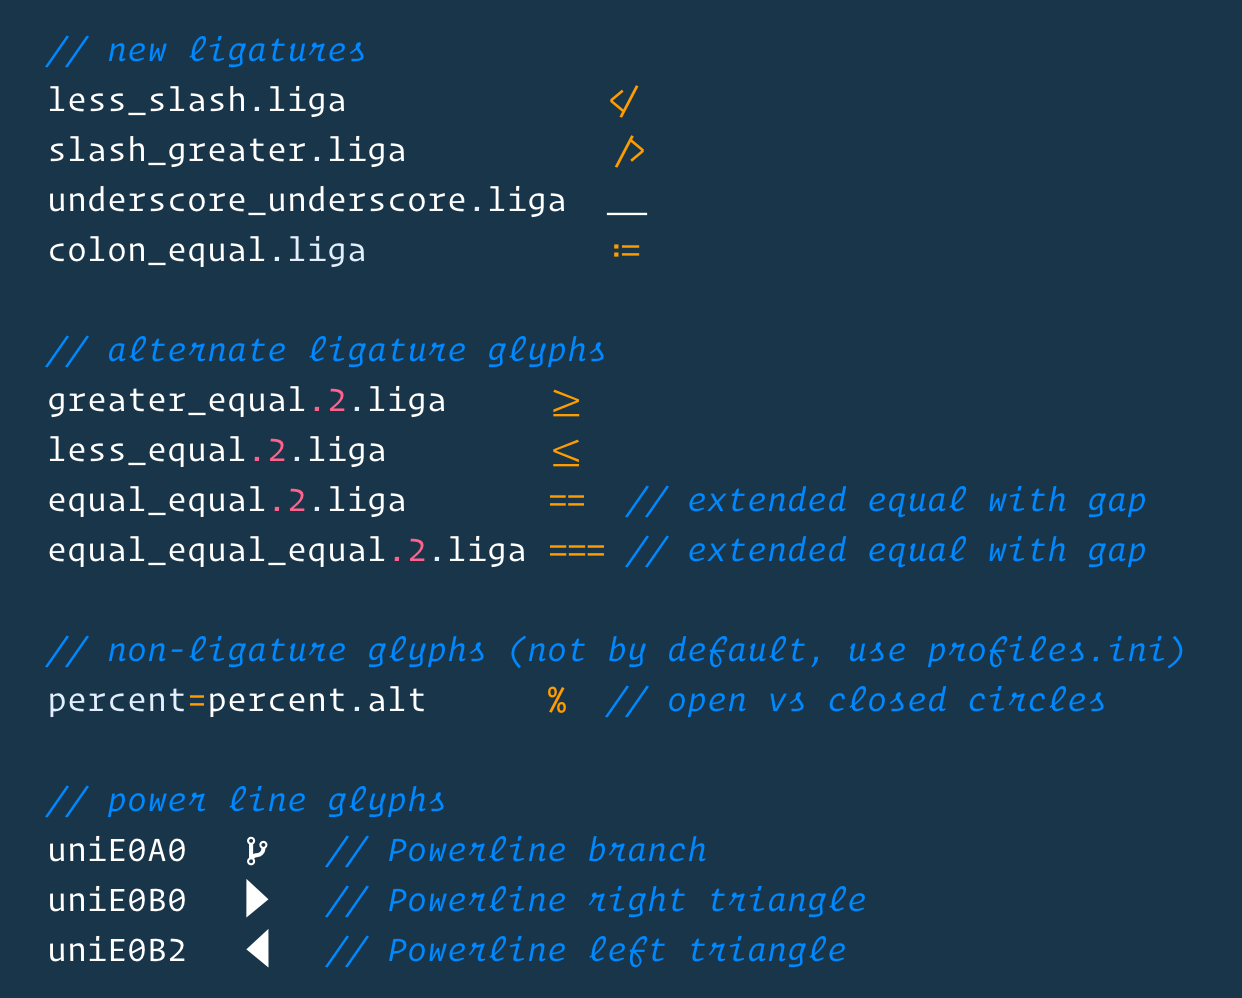 // new ligatures
less_slash.liga </
slash_greater.liga />
underscore_underscore.liga __
colon_equal.liga :=
// alternate ligature glyphs
greater_equal.2.liga ≥
less_equal.2.liga ≤
equal_equal.2.liga == // extended equal with gap
equal_equal_equal.2.liga === // extended equal with gap
// non-ligature glyphs (not by default, use profiles.ini)
percent=percent.alt % // open vs closed circles
// power line glyphs
uniE0A0  // Powerline branch
uniE0B0  // Powerline right triangle
uniE0B2  // Powerline left triangle